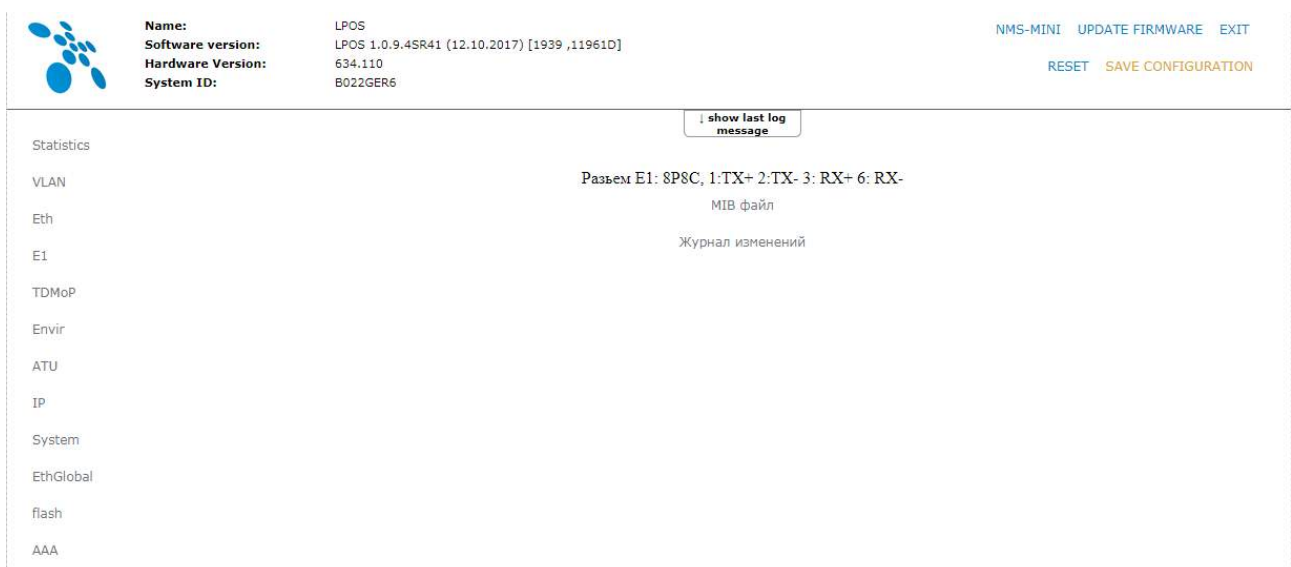 Name: LPOS
Software version: LPOS 1.0.9.4SR41 (12.10.2017) [1939 ,11961D]
Hardware Version: 634.110
System ID: B022GER6
NMS-MINI UPDATE FIRMWARE EXIT
RESET SAVE CONFIGURATION
↓ show last log
message
Statistics
VLAN
Eth
E1
TDMoP
Envir
ATU
IP
System
EthGlobal
flash
AAA
Разьем E1: 8P8C, 1:TX+ 2:TX- 3: RX+ 6: RX-
MIB файл
Журнал изменений